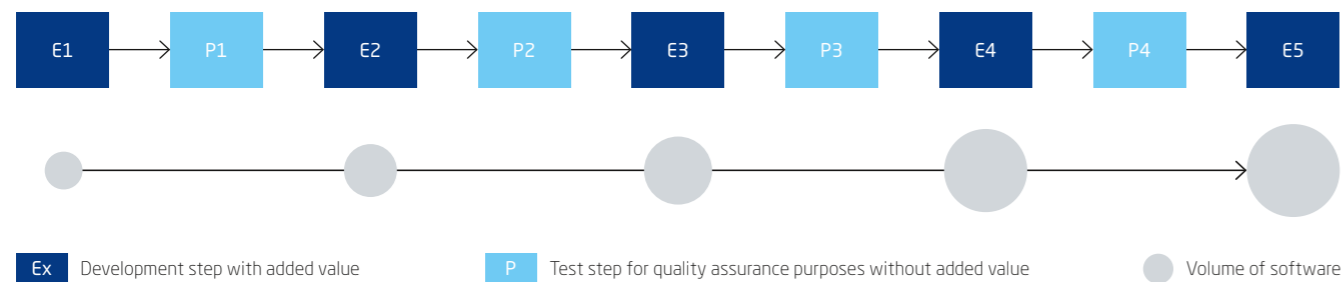 E1 P1 E2 P2 E3 P3 E4 P4 E5
Ex Development step with added value P Test step for quality assurance purposes without added value Volume of software